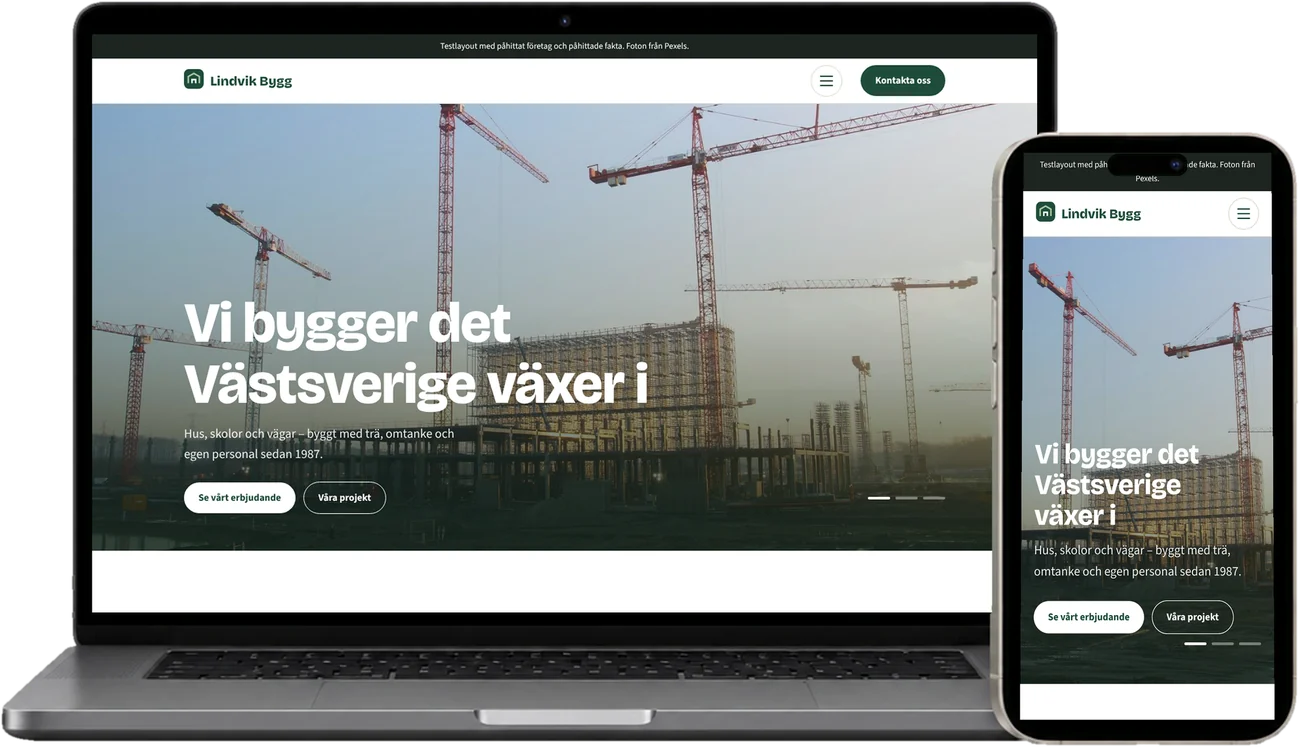 Testlayout med påhittat företag och påhittade fakta. Foton från Pexels.
Lindvik Bygg
Kontakta oss
Vi bygger det
Västsverige växer i
Hus, skolor och vägar – byggt med trä, omtanke och
egen personal sedan 1987.
Se vårt erbjudande
Våra projekt
Testlayout med påh de fakta. Foton från
Pexels.
Lindvik Bygg
Vi bygger det
Västsverige
växer i
Hus, skolor och vägar – byggt med trä,
omtanke och egen personal sedan 1987.
Se vårt erbjudande
Våra projekt